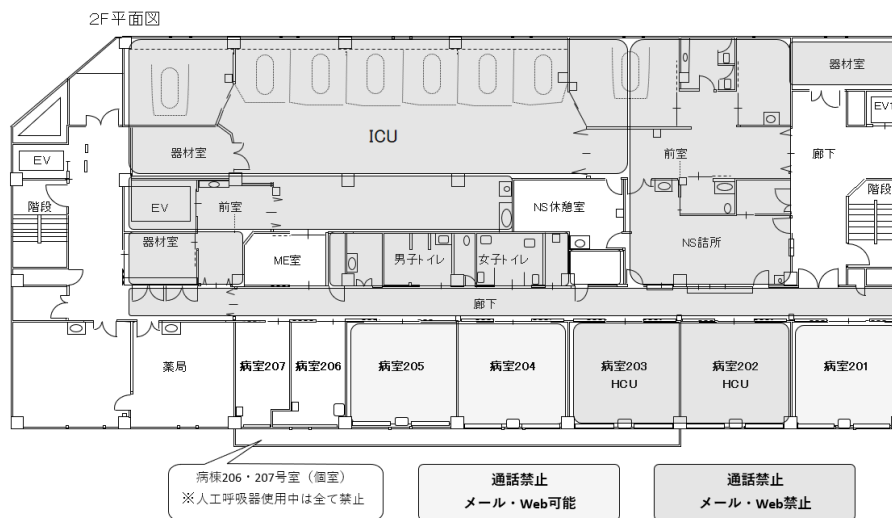 2F平面図
器材室
EV1
ICU
器材室
前室
廊下
EV
階段
EV
前室
NS休憩室
階段
器材室
ME室
男子トイレ
女子トイレ
NS詰所
廊下
薬局
病室207
病室206
病室205
病室204
病室203
HCU
病室202
HCU
病室201
病棟206・207号室（個室）
※人工呼吸器使用中は全て禁止
通話禁止
メール・Web可能
通話禁止
メール・Web禁止